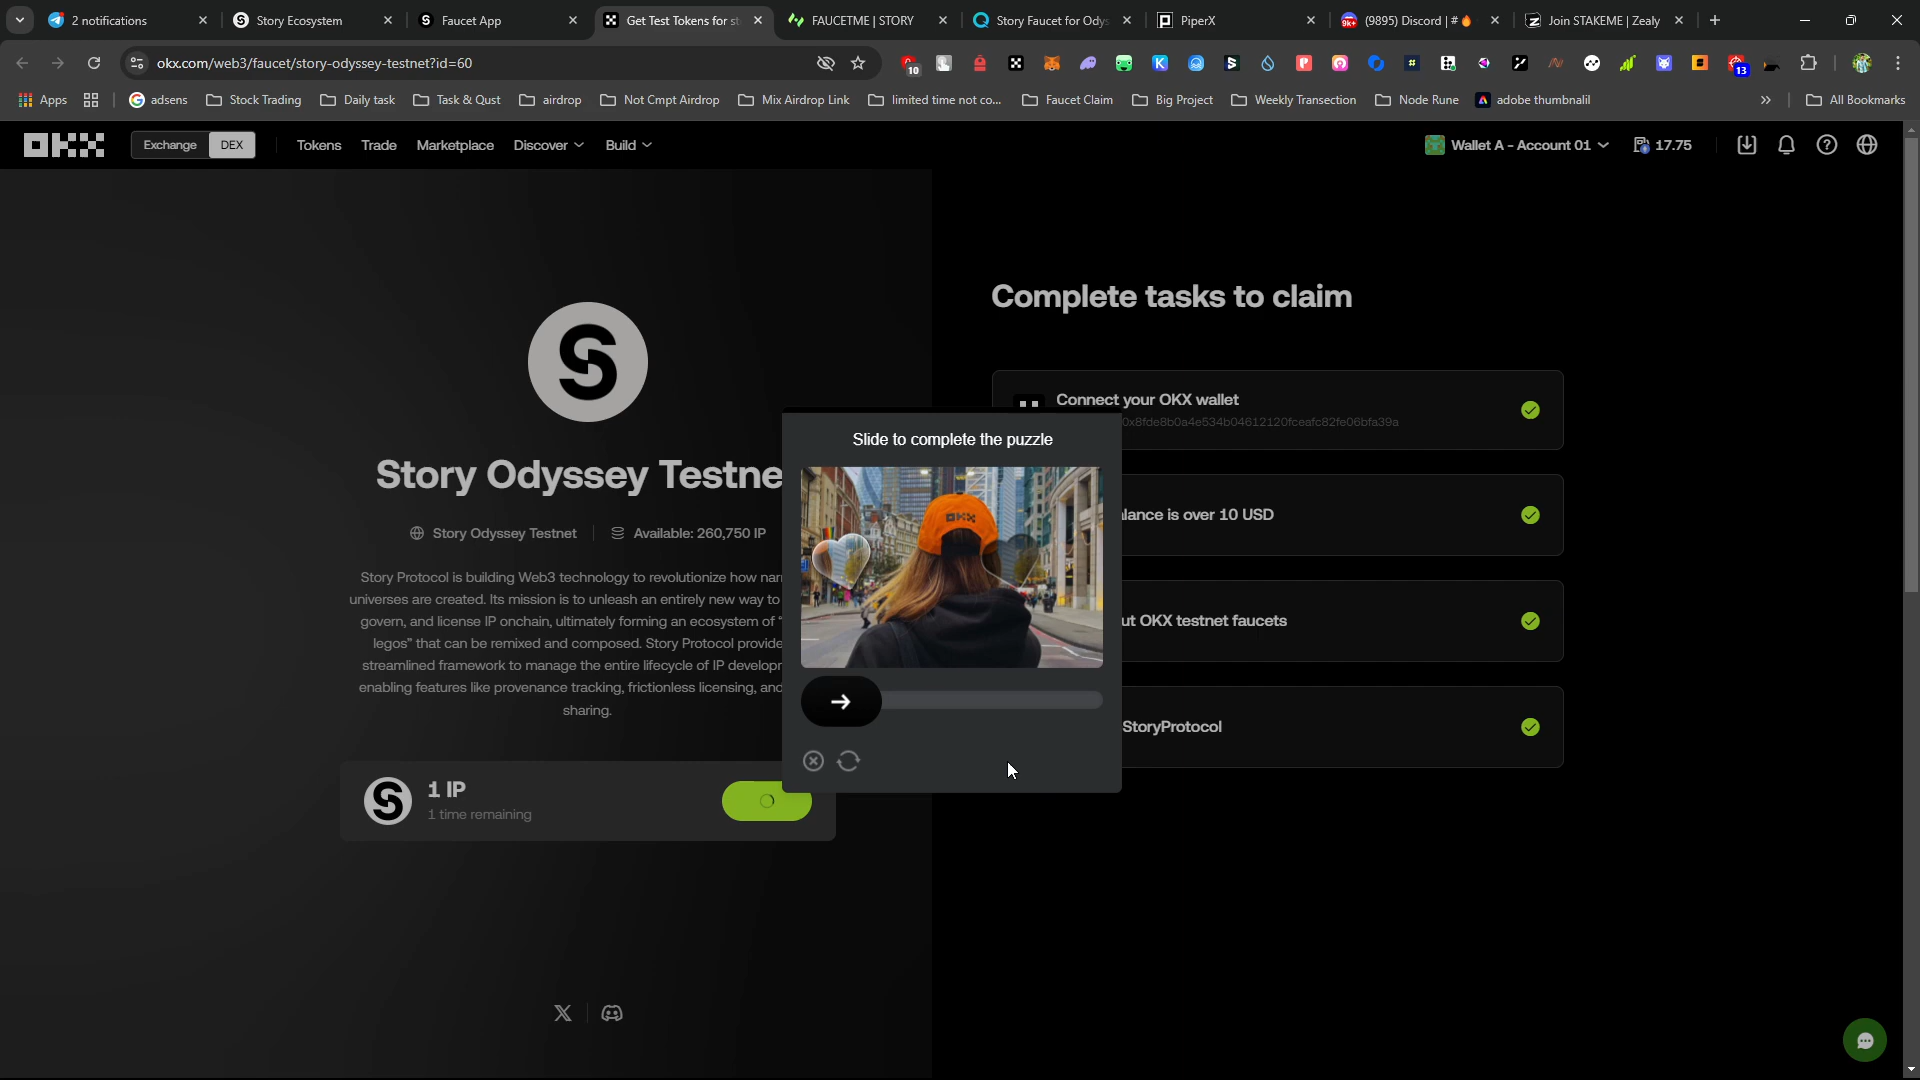 2 notifications
Story Ecosystem
Faucet App
Get Test Tokens for st
FAUCETME | STORY
Story Faucet for Ody
PiperX
(9895) Discord | #
Join STAKEME | Zealy
okx.com/web3/faucet/story-odyssey-testnet?id=60
10
13
Apps
adsens
Stock Trading
Daily task
Task & Qust
airdrop
Not Cmpt Airdrop
Mix Airdrop Link
limited time not co...
Faucet Claim
Big Project
Weekly Transection
Node Rune
adobe thumbnalil
All Bookmarks
OKX
Exchange
DEX
Tokens
Trade
Marketplace
Discover
Build
Wallet A - Account 01
17.75
Complete tasks to claim
Connect your OKX wallet
0x8fde8b0a4e534b04612120fceafc82fe06bfa39a
lance is over 10 USD
ut OKX testnet faucets
StoryProtocol
Slide to complete the puzzle
OKX
Story Odyssey Testne
Story Odyssey Testnet
Available: 260,750 IP
Story Protocol is building Web3 technology to revolutionize how nar
universes are created. Its mission is to unleash an entirely new way to
govern, and license IP onchain, ultimately forming an ecosystem of "
legos" that can be remixed and composed. Story Protocol provide
streamlined framework to manage the entire lifecycle of IP develop
enabling features like provenance tracking, frictionless licensing, and
sharing.
1 IP
1 time remaining